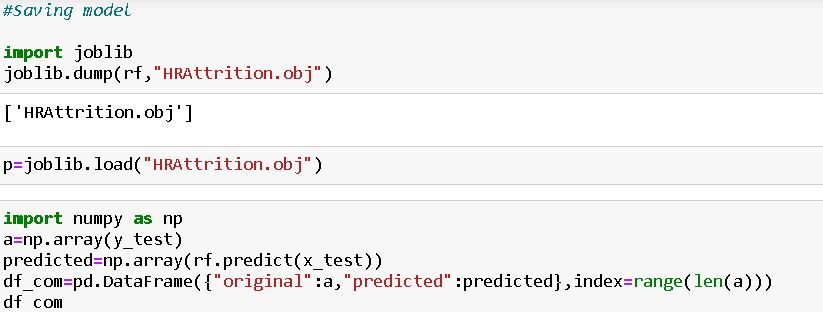 #Saving model
import joblib
joblib.dump(rf,"HRAttrition.obj")
['HRAttrition.obj']
p=joblib.load("HRAttrition.obj")
import numpy as np
a=np.array(y_test)
predicted=np.array(rf.predict(x_test))
df_com=pd.DataFrame({"original":a,"predicted":predicted},index=range(len(a)))
df_com